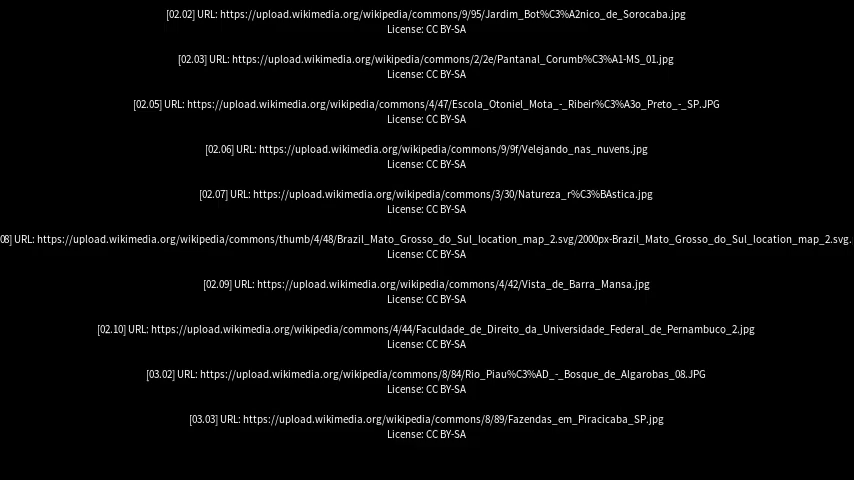 [02.02] URL: https://upload.wikimedia.org/wikipedia/commons/9/95/Jardim_Bot%C3%A2nico_de_Sorocaba.jpg
License: CC BY-SA
[02.03] URL: https://upload.wikimedia.org/wikipedia/commons/2/2e/Pantanal_Corumb%C3%A1-MS_01.jpg
License: CC BY-SA
[02.05] URL: https://upload.wikimedia.org/wikipedia/commons/4/47/Escola_Otoniel_Mota_-_Ribeir%C3%A3o_Preto_-_SP.JPG
License: CC BY-SA
[02.06] URL: https://upload.wikimedia.org/wikipedia/commons/9/9f/Velejando_nas_nuvens.jpg
License: CC BY-SA
[02.07] URL: https://upload.wikimedia.org/wikipedia/commons/3/30/Natureza_r%C3%BAstica.jpg
License: CC BY-SA
08] URL: https://upload.wikimedia.org/wikipedia/commons/thumb/4/48/Brazil_Mato_Grosso_do_Sul_location_map_2.svg/2000px-Brazil_Mato_Grosso_do_Sul_location_map_2.svg.
License: CC BY-SA
[02.09] URL: https://upload.wikimedia.org/wikipedia/commons/4/42/Vista_de_Barra_Mansa.jpg
License: CC BY-SA
[02.10] URL: https://upload.wikimedia.org/wikipedia/commons/4/44/Faculdade_de_Direito_da_Universidade_Federal_de_Pernambuco_2.jpg
License: CC BY-SA
[03.02] URL: https://upload.wikimedia.org/wikipedia/commons/8/84/Rio_Piau%C3%AD_-_Bosque_de_Algarobas_08.JPG
License: CC BY-SA
[03.03] URL: https://upload.wikimedia.org/wikipedia/commons/8/89/Fazendas_em_Piracicaba_SP.jpg
License: CC BY-SA